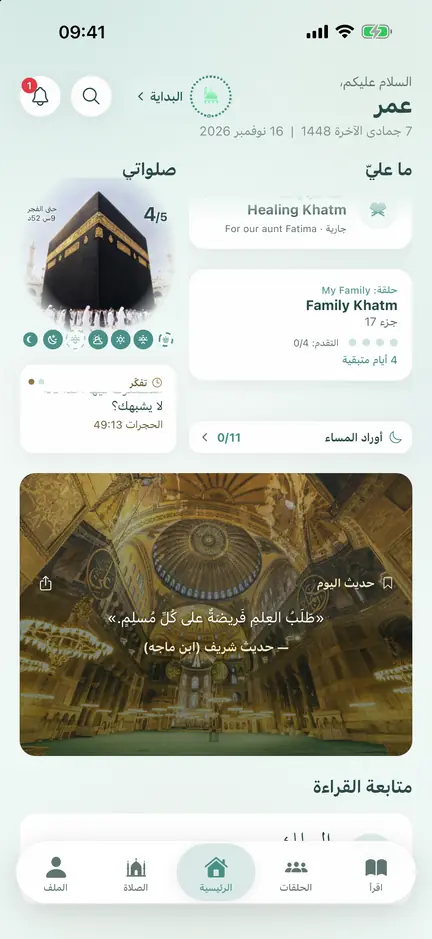 09:41
السلام عليكم،
عمر
7 جمادى الآخرة 1448 | 16 نوفمبر 2026
البداية
1
ما عليّ
Healing Khatm
جارية · For our aunt Fatima
حلقة: My Family
Family Khatm
جزء 17
التقدم: 0/4
4 أيام متبقية
أوراد المساء
0/11
صلواتي
4/5
حتى الفجر
9س 52د
تفكّر
لا يشبهك؟
الحجرات 49:13
حديث اليوم
«طَلَبُ العِلمِ فَريضَةٌ على كُلِّ مُسلِمٍ.»
— حديث شريف (ابن ماجه)
متابعة القراءة
اقرأ
الحلقات
الرئيسية
الصلاة
الملف